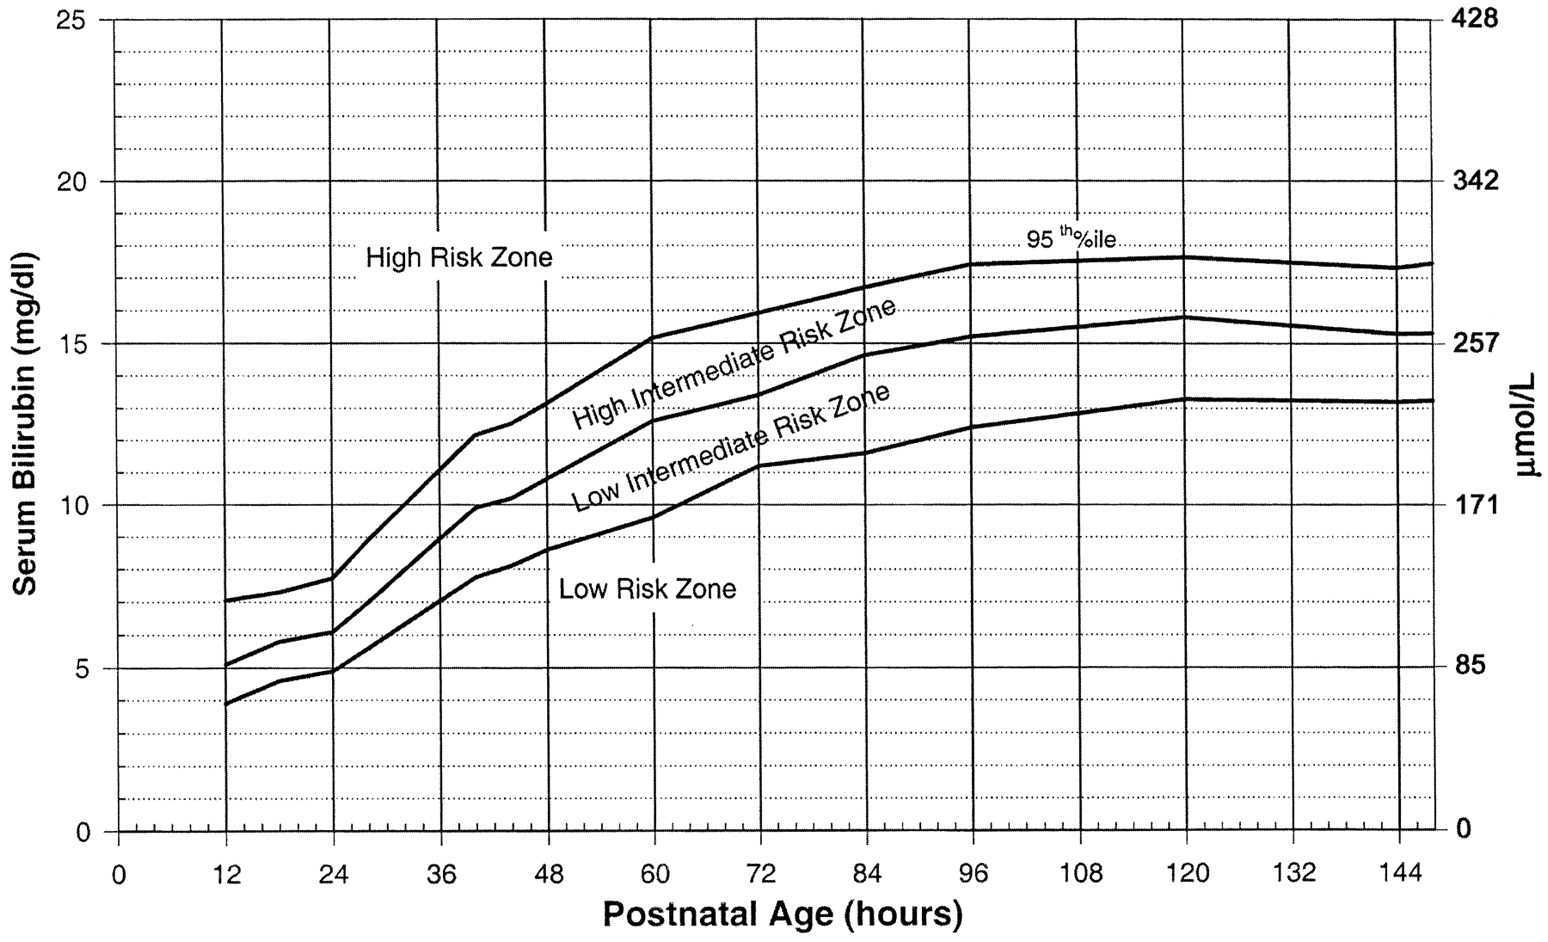 25
20
15
10
5
0
Serum Bilirubin (mg/dl)
428
342
257
171
85
0
µmol/L
High Risk Zone
95 th%ile
High Intermediate Risk Zone
Low Intermediate Risk Zone
Low Risk Zone
0 12 24 36 48 60 72 84 96 108 120 132 144
Postnatal Age (hours)